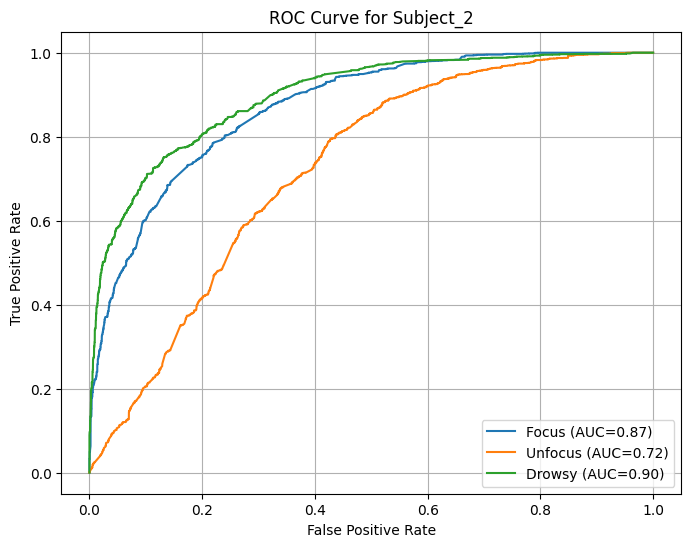 ROC Curve for Subject_2
True Positive Rate
1.0
0.8
0.6
0.4
0.2
0.0
Focus (AUC=0.87)
Unfocus (AUC=0.72)
Drowsy (AUC=0.90)
0.0 0.2 0.4 0.6 0.8 1.0
False Positive Rate